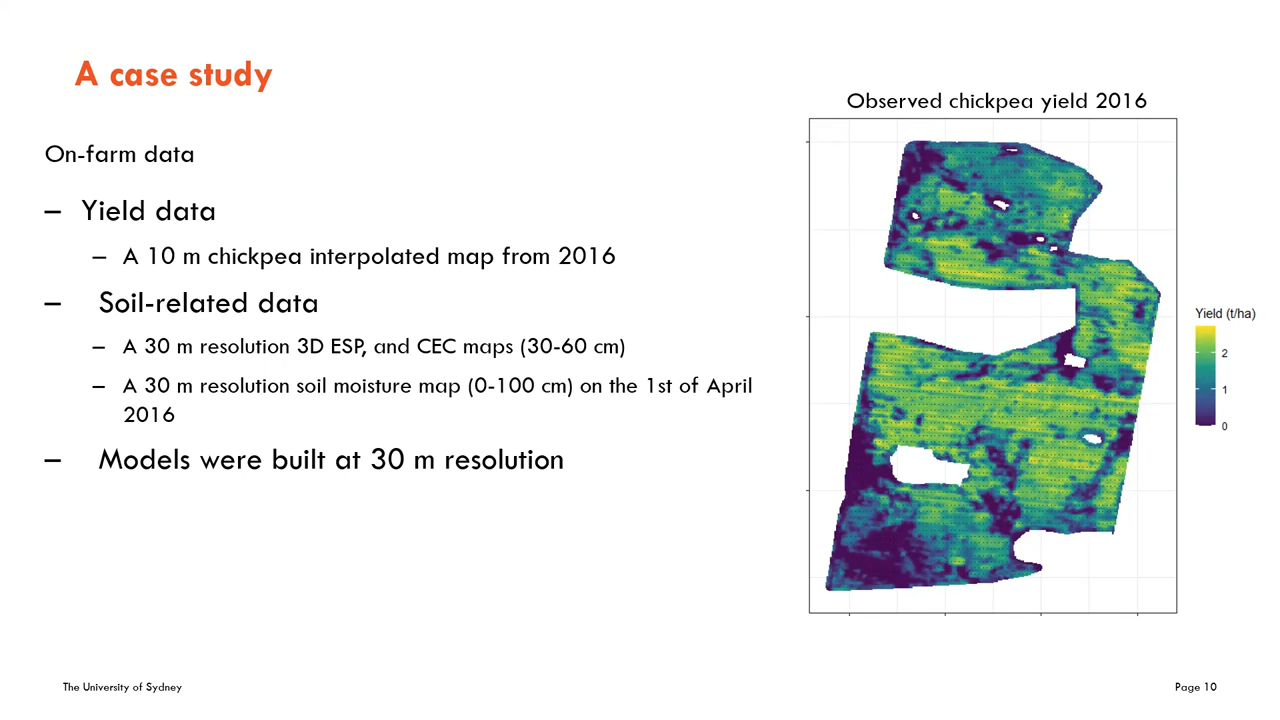 A case study
On-farm data
– Yield data
– A 10 m chickpea interpolated map from 2016
– Soil-related data
– A 30 m resolution 3D ESP, and CEC maps (30-60 cm)
– A 30 m resolution soil moisture map (0-100 cm) on the 1st of April
2016
– Models were built at 30 m resolution
Observed chickpea yield 2016
Yield (t/ha)
2
1
0
The University of Sydney
Page 10